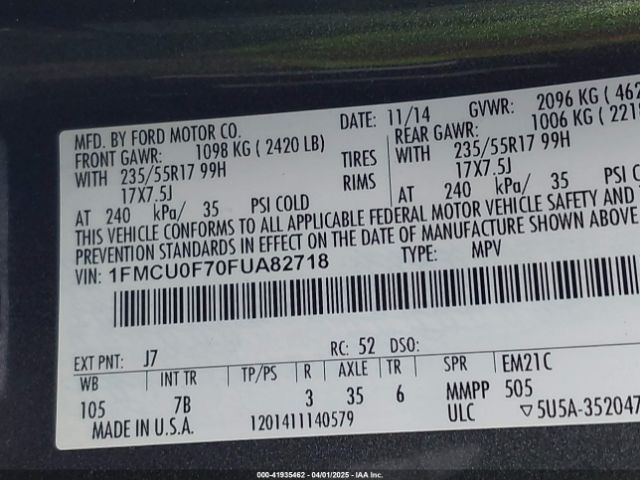 MFD. BY FORD MOTOR CO. DATE: 11/14 GVWR: 2096 KG ( 462
FRONT GAWR: 1098 KG ( 2420 LB) REAR GAWR: 1006 KG ( 221
WITH 235/55R17 99H TIRES WITH 235/55R17 99H
17X7.5J RIMS 17X7.5J
AT 240 kPa/ 35 PSI COLD AT 240 kPa/ 35 PSI COLD
THIS VEHICLE CONFORMS TO ALL APPLICABLE FEDERAL MOTOR VEHICLE SAFETY AND
PREVENTION STANDARDS IN EFFECT ON THE DATE OF MANUFACTURE SHOWN ABOVE
VIN: 1FMCU0F70FUA82718 TYPE: MPV
EXT PNT: J7 RC: 52 DSO:
WB INT TR TP/PS R AXLE TR SPR EM21C
105 7B 3 35 6 MMPP 505
MADE IN U.S.A. 1201411140579 ULC ▽5U5A-352047
000-41935462 - 04/01/2025 - IAA Inc.